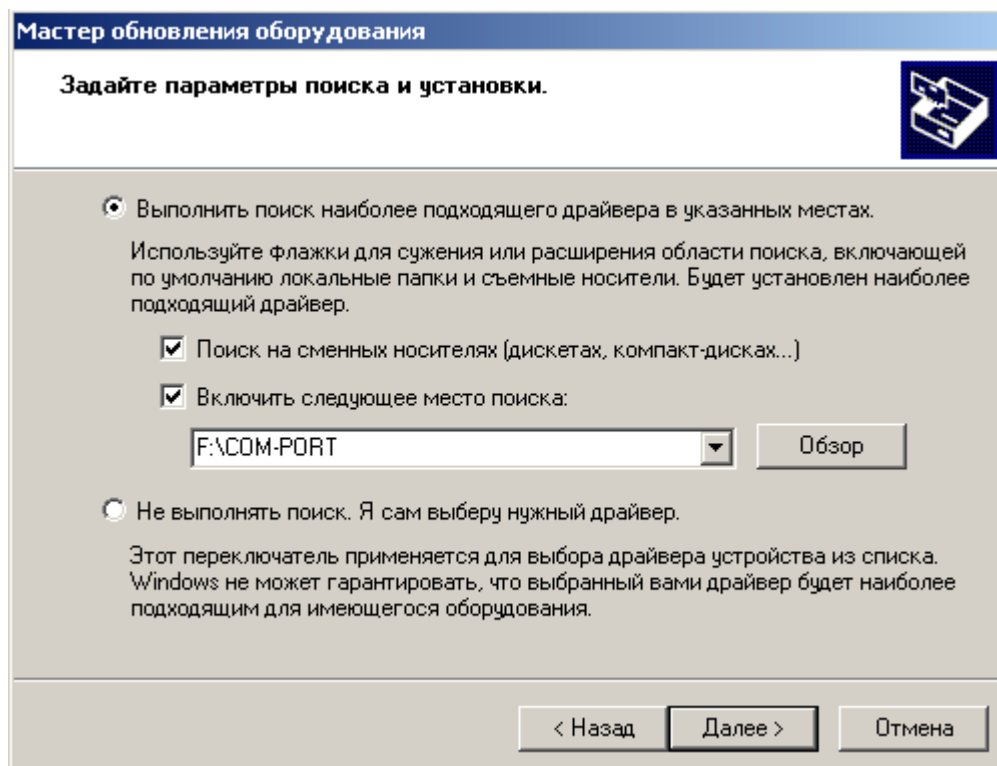 Мастер обновления оборудования
Задайте параметры поиска и установки.
Выполнить поиск наиболее подходящего драйвера в указанных местах.
Используйте флажки для сужения или расширения области поиска, включающей
по умолчанию локальные папки и съемные носители. Будет установлен наиболее
подходящий драйвер.
Поиск на сменных носителях (дискетах, компакт-дисках...)
Включить следующее место поиска:
F:\COM-PORT
Обзор
Не выполнять поиск. Я сам выберу нужный драйвер.
Этот переключатель применяется для выбора драйвера устройства из списка.
Windows не может гарантировать, что выбранный вами драйвер будет наиболее
подходящим для имеющегося оборудования.
< Назад
Далее >
Отмена